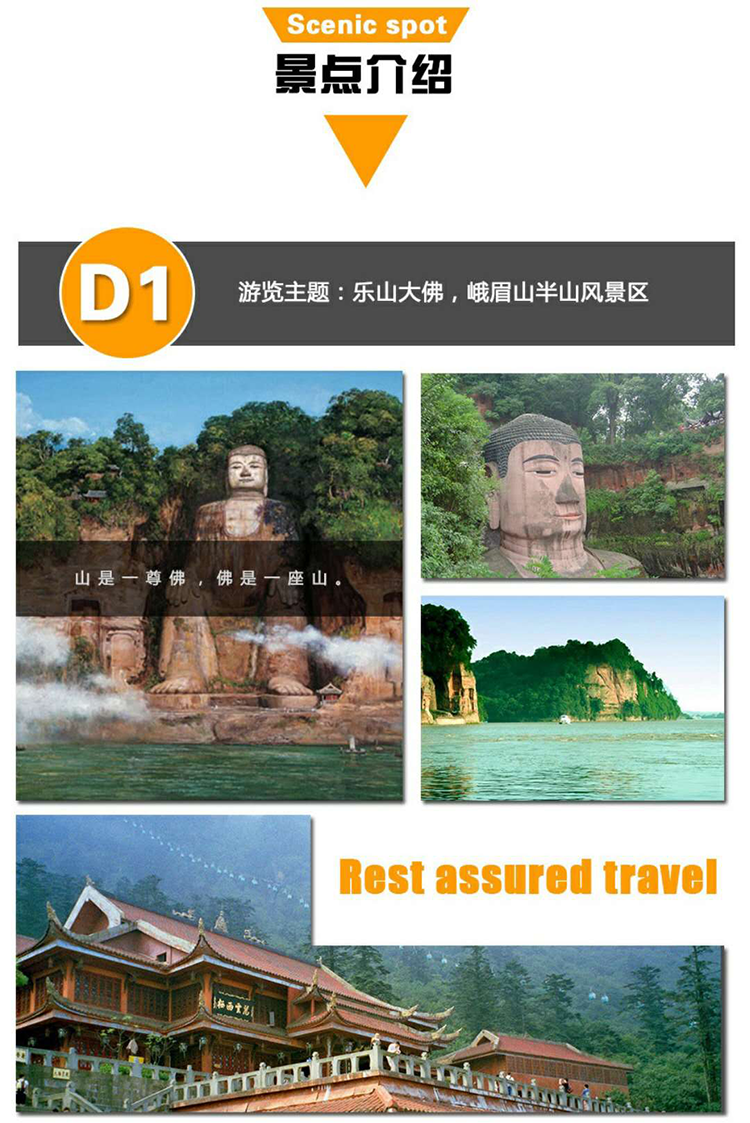 Scenic spot
景点介绍
D1
游览主题：乐山大佛，峨眉山半山风景区
山是一尊佛，佛是一座山。
Rest assured travel